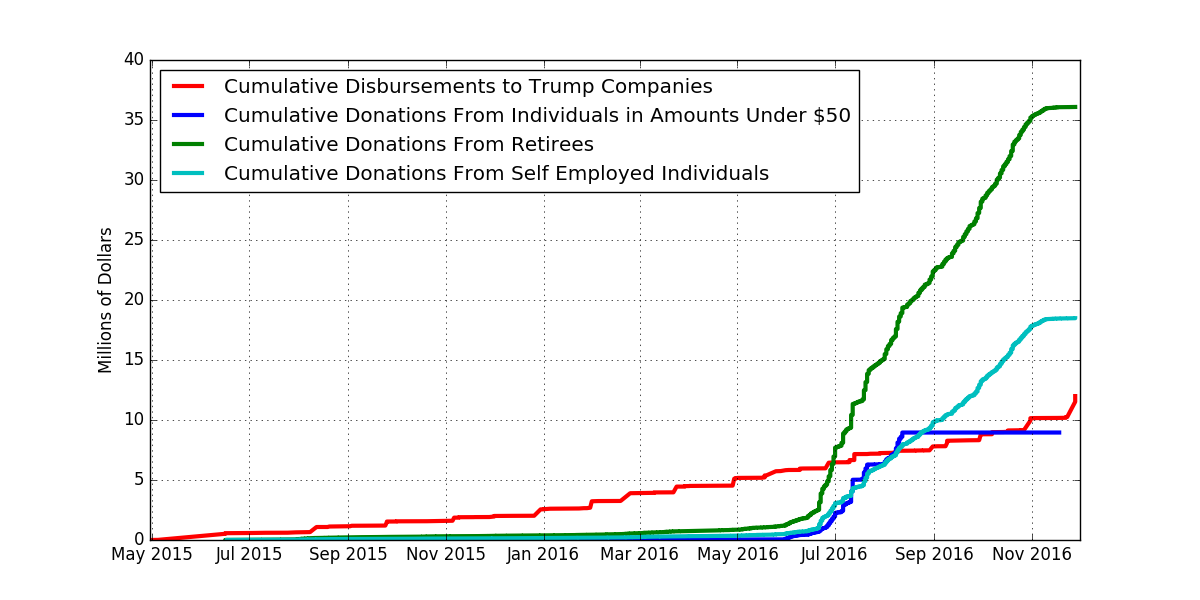 40
35
30
25
20
15
10
5
0
Millions of Dollars
Cumulative Disbursements to Trump Companies
Cumulative Donations From Individuals in Amounts Under $50
Cumulative Donations From Retirees
Cumulative Donations From Self Employed Individuals
May 2015 Jul 2015 Sep 2015 Nov 2015 Jan 2016 Mar 2016 May 2016 Jul 2016 Sep 2016 Nov 2016